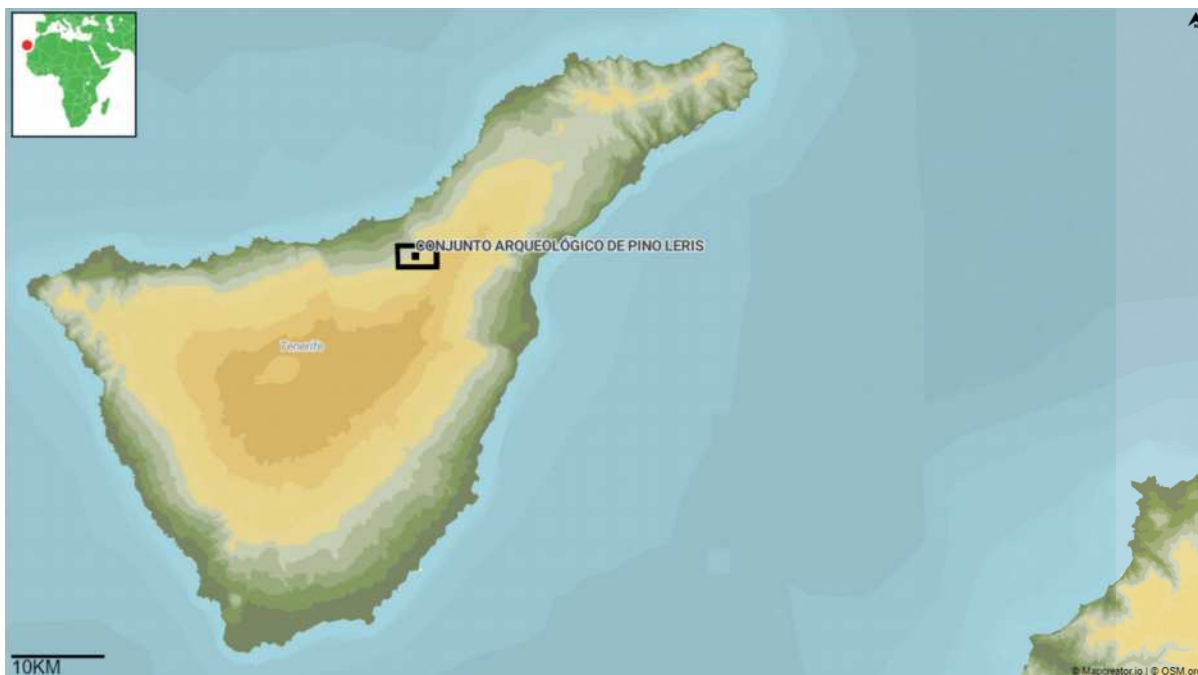 CONJUNTO ARQUEOLÓGICO DE PINO LERIS
Tenerife
10KM
© Mapcreator.io | © OSM.org